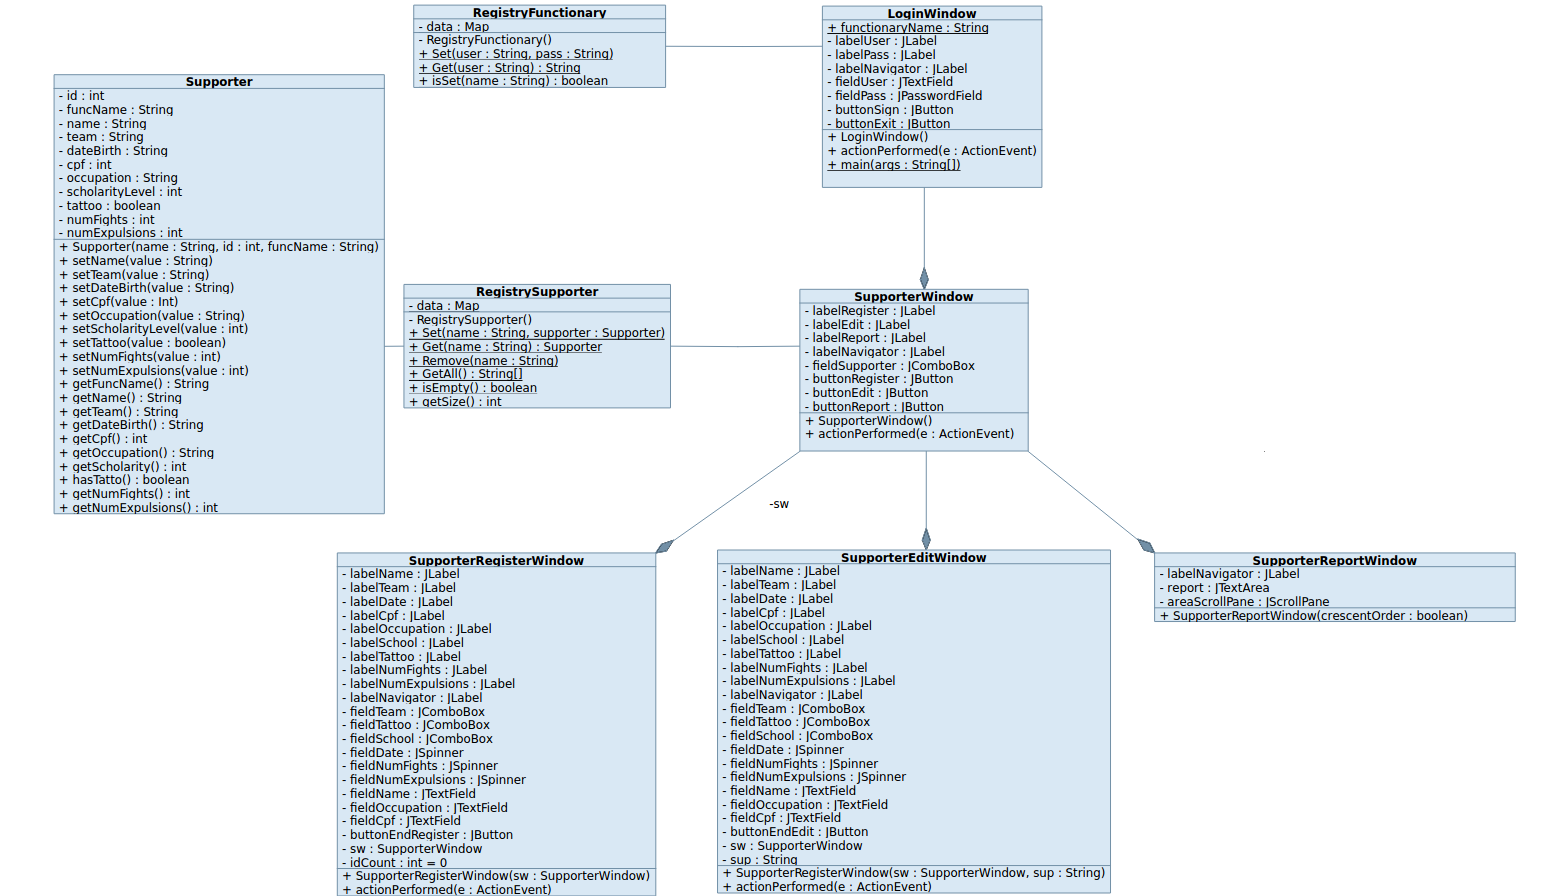 RegistryFunctionary
- data : Map
- RegistryFunctionary()
+ Set(user : String, pass : String)
+ Get(user : String) : String
+ isSet(name : String) : boolean
LoginWindow
+ functionaryName : String
- labelUser : JLabel
- labelPass : JLabel
- labelNavigator : JLabel
- fieldUser : JTextField
- fieldPass : JPasswordField
- buttonSign : JButton
- buttonExit : JButton
+ LoginWindow()
+ actionPerformed(e : ActionEvent)
+ main(args : String[])
Supporter
- id : int
- funcName : String
- name : String
- team : String
- dateBirth : String
- cpf : int
- occupation : String
- scholarityLevel : int
- tattoo : boolean
- numFights : int
- numExpulsions : int
+ Supporter(name : String, id : int, funcName : String)
+ setName(value : String)
+ setTeam(value : String)
+ setDateBirth(value : String)
+ setCpf(value : Int)
+ setOccupation(value : String)
+ setScholarityLevel(value : int)
+ setTattoo(value : boolean)
+ setNumFights(value : int)
+ setNumExpulsions(value : int)
+ getFuncName() : String
+ getName() : String
+ getTeam() : String
+ getDateBirth() : String
+ getCpf() : int
+ getOccupation() : String
+ getScholarity() : int
+ hasTatto() : boolean
+ getNumFights() : int
+ getNumExpulsions() : int
RegistrySupporter
- data : Map
- RegistrySupporter()
+ Set(name : String, supporter : Supporter)
+ Get(name : String) : Supporter
+ Remove(name : String)
+ GetAll() : String[]
+ isEmpty() : boolean
+ getSize() : int
SupporterWindow
- labelRegister : JLabel
- labelEdit : JLabel
- labelReport : JLabel
- labelNavigator : JLabel
- fieldSupporter : JComboBox
- buttonRegister : JButton
- buttonEdit : JButton
- buttonReport : JButton
+ SupporterWindow()
+ actionPerformed(e : ActionEvent)
-sw
SupporterRegisterWindow
- labelName : JLabel
- labelTeam : JLabel
- labelDate : JLabel
- labelCpf : JLabel
- labelOccupation : JLabel
- labelSchool : JLabel
- labelTattoo : JLabel
- labelNumFights : JLabel
- labelNumExpulsions : JLabel
- labelNavigator : JLabel
- fieldTeam : JComboBox
- fieldTattoo : JComboBox
- fieldSchool : JComboBox
- fieldDate : JSpinner
- fieldNumFights : JSpinner
- fieldNumExpulsions : JSpinner
- fieldName : JTextField
- fieldOccupation : JTextField
- fieldCpf : JTextField
- buttonEndRegister : JButton
- sw : SupporterWindow
- idCount : int = 0
+ SupporterRegisterWindow(sw : SupporterWindow)
+ actionPerformed(e : ActionEvent)
SupporterEditWindow
- labelName : JLabel
- labelTeam : JLabel
- labelDate : JLabel
- labelCpf : JLabel
- labelOccupation : JLabel
- labelSchool : JLabel
- labelTattoo : JLabel
- labelNumFights : JLabel
- labelNumExpulsions : JLabel
- labelNavigator : JLabel
- fieldTeam : JComboBox
- fieldTattoo : JComboBox
- fieldSchool : JComboBox
- fieldDate : JSpinner
- fieldNumFights : JSpinner
- fieldNumExpulsions : JSpinner
- fieldName : JTextField
- fieldOccupation : JTextField
- fieldCpf : JTextField
- buttonEndEdit : JButton
- sw : SupporterWindow
- sup : String
+ SupporterRegisterWindow(sw : SupporterWindow, sup : String)
+ actionPerformed(e : ActionEvent)
SupporterReportWindow
- labelNavigator : JLabel
- report : JTextArea
- areaScrollPane : JScrollPane
+ SupporterReportWindow(crescentOrder : boolean)